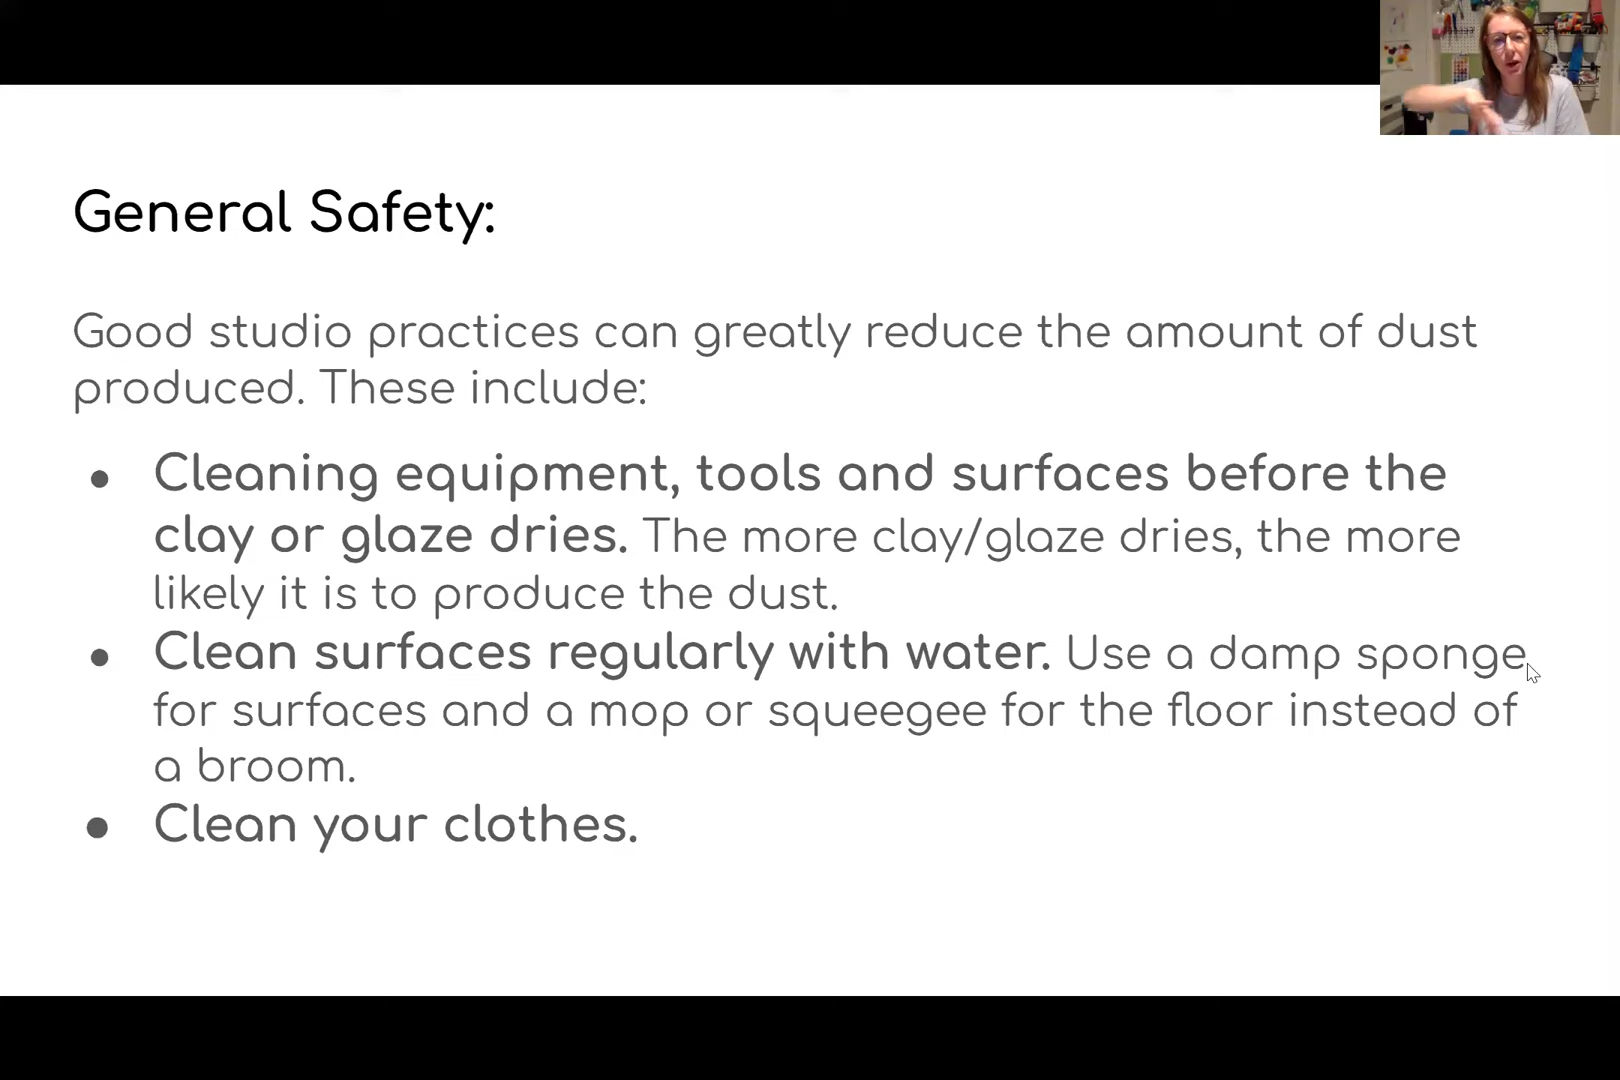 General Safety:
Good studio practices can greatly reduce the amount of dust
produced. These include:
● Cleaning equipment, tools and surfaces before the
clay or glaze dries. The more clay/glaze dries, the more
likely it is to produce the dust.
● Clean surfaces regularly with water. Use a damp sponge
for surfaces and a mop or squeegee for the floor instead of
a broom.
● Clean your clothes.